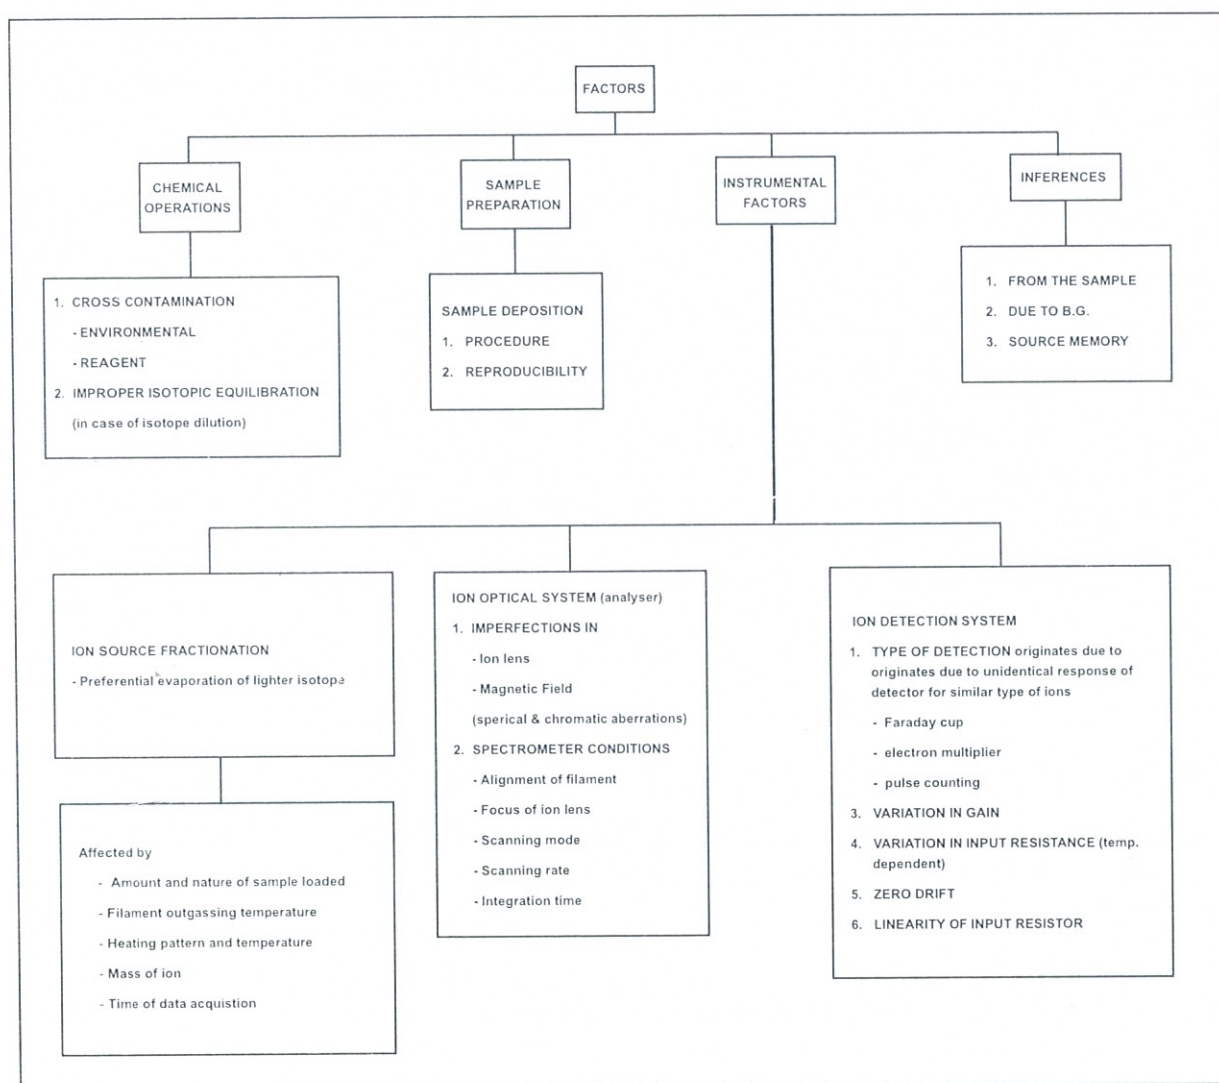 FACTORS
CHEMICAL
OPERATIONS
SAMPLE
PREPARATION
INSTRUMENTAL
FACTORS
INFERENCES
1. CROSS CONTAMINATION
- ENVIRONMENTAL
- REAGENT
2. IMPROPER ISOTOPIC EQUILIBRATION
(in case of isotope dilution)
SAMPLE DEPOSITION
1. PROCEDURE
2. REPRODUCIBILITY
1. FROM THE SAMPLE
2. DUE TO B.G.
3. SOURCE MEMORY
ION SOURCE FRACTIONATION
- Preferential evaporation of lighter isotope
Affected by
- Amount and nature of sample loaded
- Filament outgassing temperature
- Heating pattern and temperature
- Mass of ion
- Time of data acquistion
ION OPTICAL SYSTEM (analyser)
1. IMPERFECTIONS IN
- Ion lens
- Magnetic Field
(sperical & chromatic aberrations)
2. SPECTROMETER CONDITIONS
- Alignment of filament
- Focus of ion lens
- Scanning mode
- Scanning rate
- Integration time
ION DETECTION SYSTEM
1. TYPE OF DETECTION originates due to
originates due to unidentical response of
detector for similar type of ions
- Faraday cup
- electron multiplier
- pulse counting
3. VARIATION IN GAIN
4. VARIATION IN INPUT RESISTANCE (temp.
dependent)
5. ZERO DRIFT
6. LINEARITY OF INPUT RESISTOR